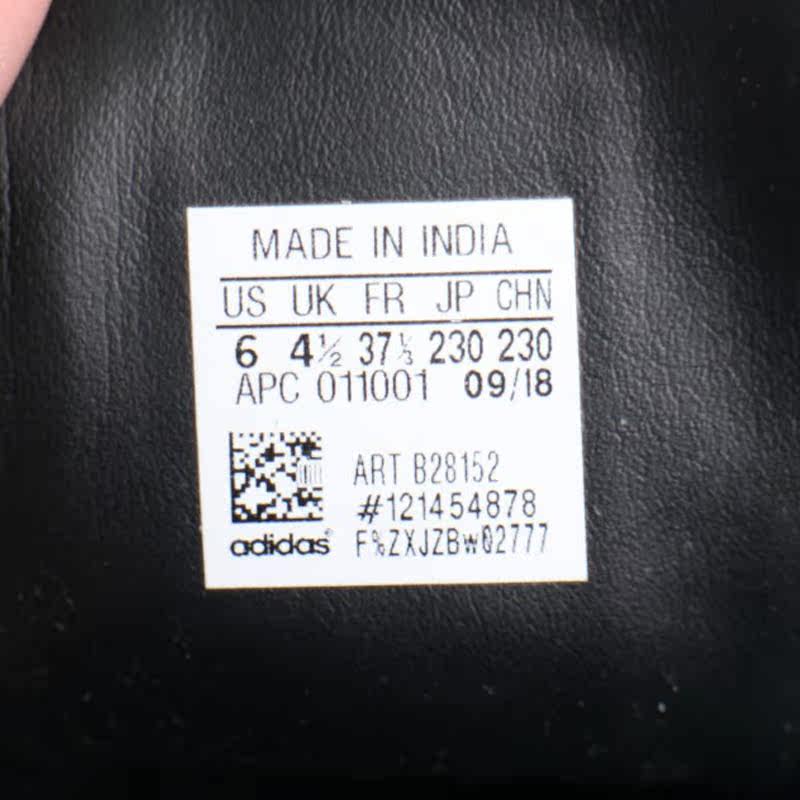 MADE IN INDIA
US UK FR JP CHN
6 4½ 37⅓ 230 230
APC 011001 09/18
ART B28152
#121454878
adidas® F%ZXJZBw02777